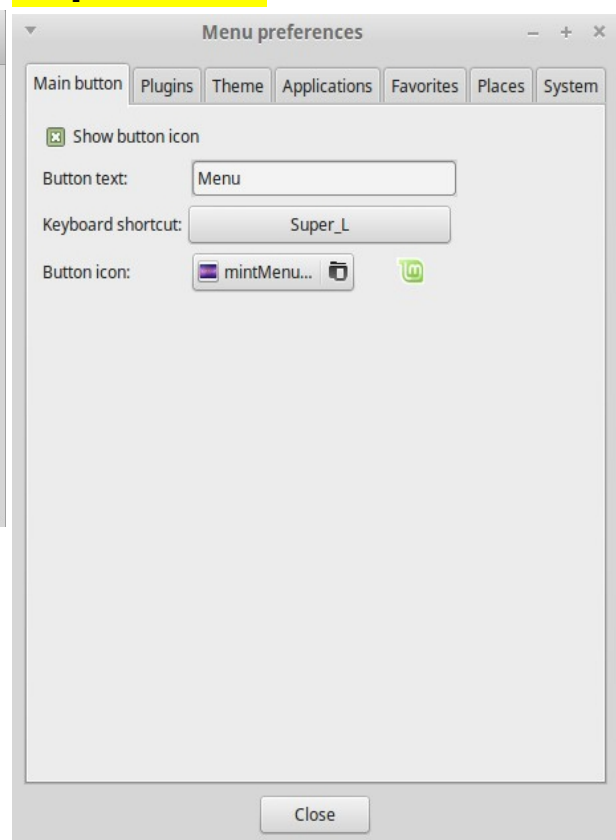 Menu preferences
Main button Plugins Theme Applications Favorites Places System
Show button icon
Button text: Menu
Keyboard shortcut: Super_L
Button icon: mintMenu...
Close